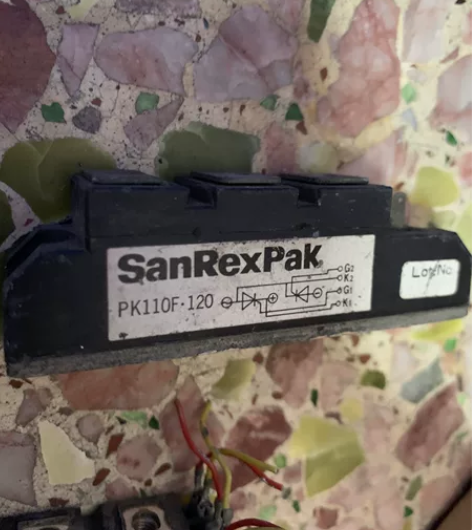 SanRexPak
PK110F·120
G2
K2
G1
K1
Lot No